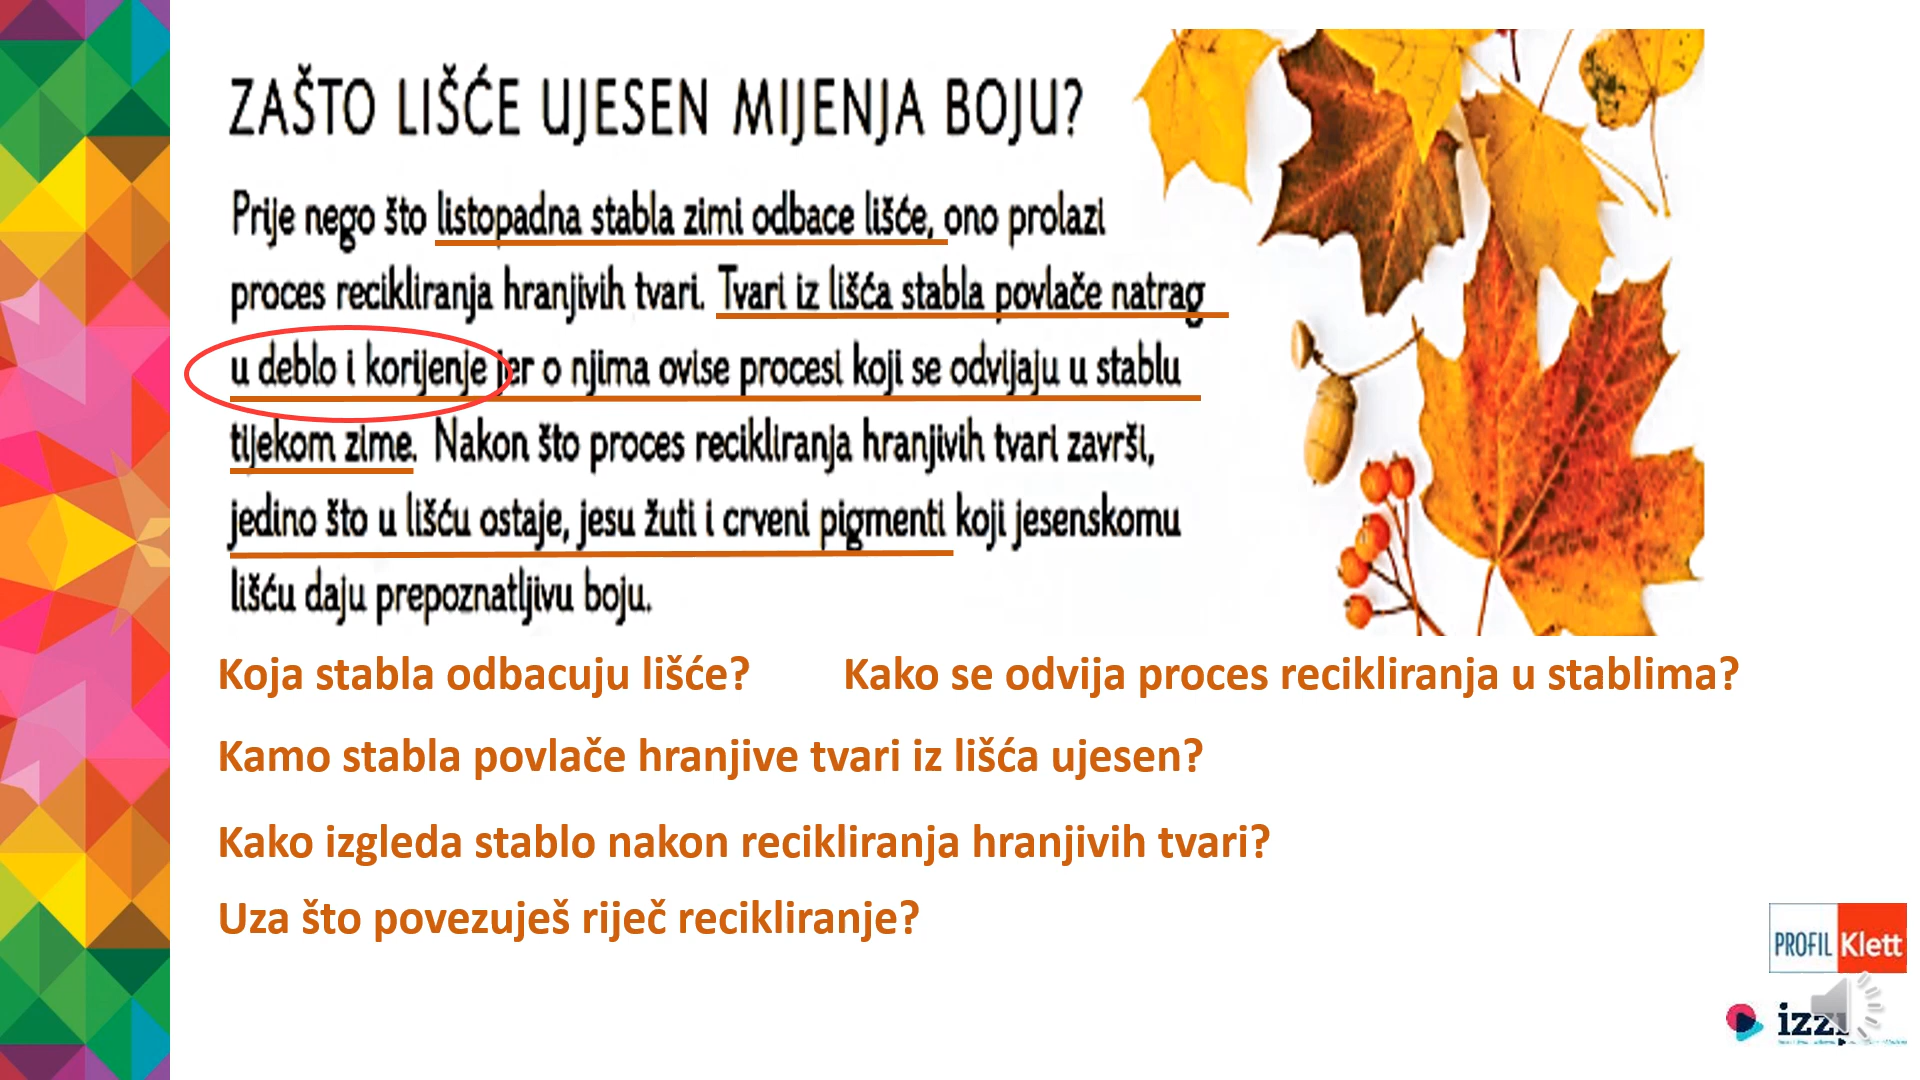 ZAŠTO LIŠĆE UJESEN MIJENJA BOJU?
Prije nego što listopadna stabla zimi odbace lišće, ono prolazi
proces recikliranja hranjivih tvari. Tvari iz lišća stabla povlače natrag
u deblo i korijenje jer o njima ovise procesi koji se odvijaju u stablu
tijekom zime. Nakon što proces recikliranja hranjivih tvari završi,
jedino što u lišću ostaje, jesu žuti i crveni pigmenti koji jesenskomu
lišću daju prepoznatljivu boju.
Koja stabla odbacuju lišće? Kako se odvija proces recikliranja u stablima?
Kamo stabla povlače hranjive tvari iz lišća ujesen?
Kako izgleda stablo nakon recikliranja hranjivih tvari?
Uza što povezuješ riječ recikliranje?
PROFIL Klett
izzi